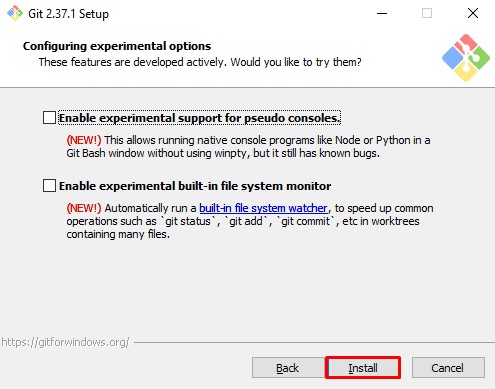 Git 2.37.1 Setup
Configuring experimental options
These features are developed actively. Would you like to try them?
Enable experimental support for pseudo consoles.
(NEW!) This allows running native console programs like Node or Python in a
Git Bash window without using winpty, but it still has known bugs.
Enable experimental built-in file system monitor
(NEW!) Automatically run a built-in file system watcher, to speed up common
operations such as `git status`, `git add`, `git commit`, etc in worktrees
containing many files.
https://gitforwindows.org/
Back
Install
Cancel